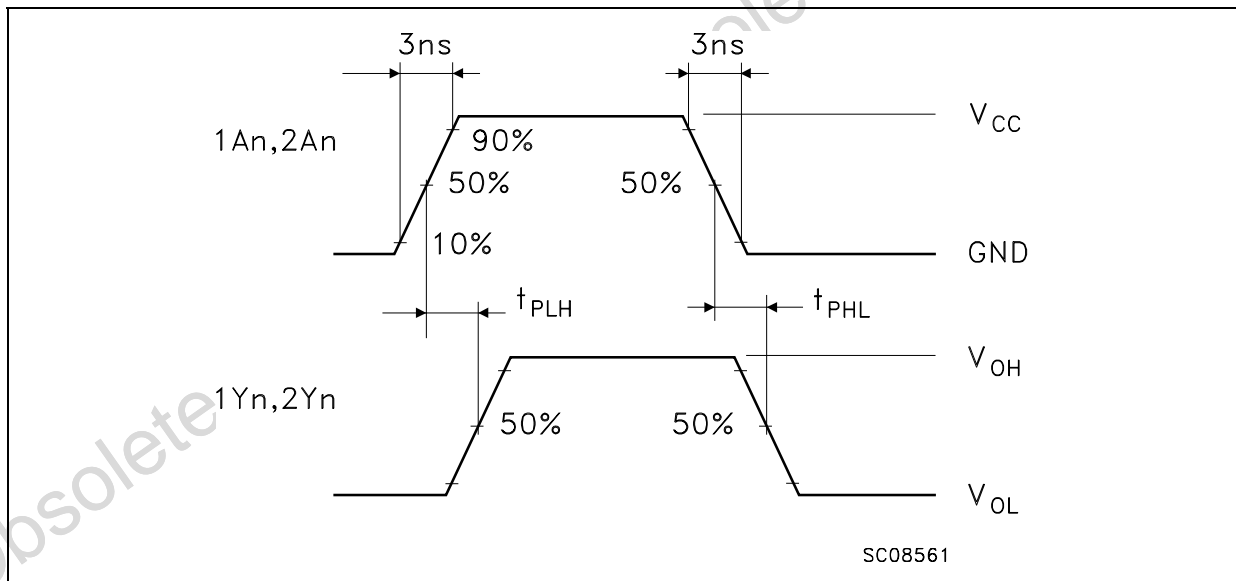 3ns 3ns
1An,2An 90% V_CC
50% 50%
10% GND
t_PLH t_PHL
1Yn,2Yn V_OH
50% 50%
V_OL
SC08561
obsolete